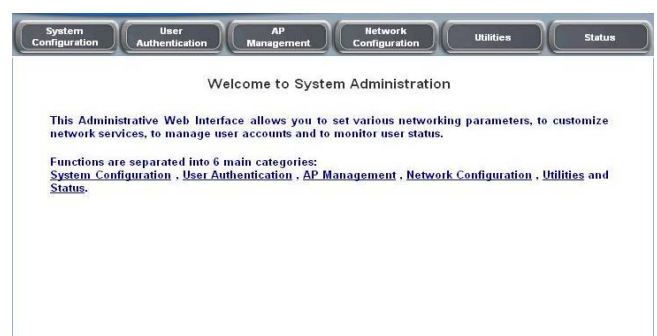 System Configuration
User Authentication
AP Management
Network Configuration
Utilities
Status
Welcome to System Administration
This Administrative Web Interface allows you to set various networking parameters, to customize
network services, to manage user accounts and to monitor user status.
Functions are separated into 6 main categories:
System Configuration , User Authentication , AP Management , Network Configuration , Utilities and
Status.